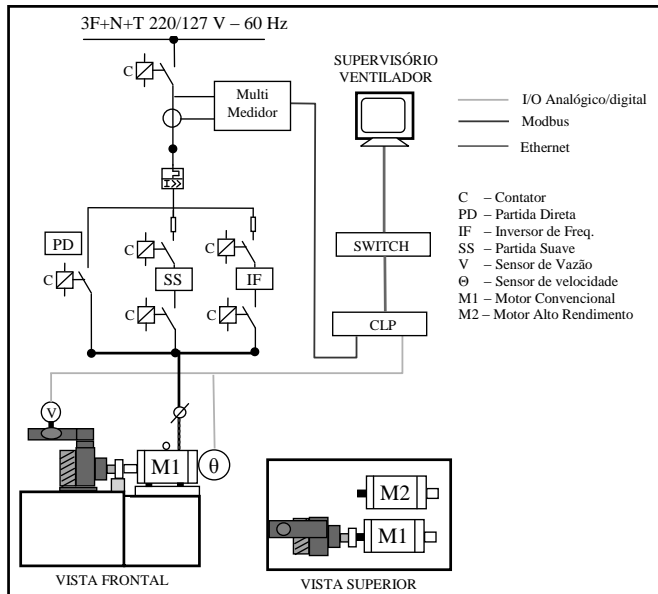 3F+N+T 220/127 V – 60 Hz
C
Multi
Medidor
SUPERVISÓRIO
VENTILADOR
I/O Analógico/digital
Modbus
Ethernet
I>>
PD
C
C
C
SS
IF
C
C
C
SWITCH
CLP
C – Contator
PD – Partida Direta
IF – Inversor de Freq.
SS – Partida Suave
V – Sensor de Vazão
Θ – Sensor de velocidade
M1 – Motor Convencional
M2 – Motor Alto Rendimento
V
M1
θ
VISTA FRONTAL
M2
M1
VISTA SUPERIOR